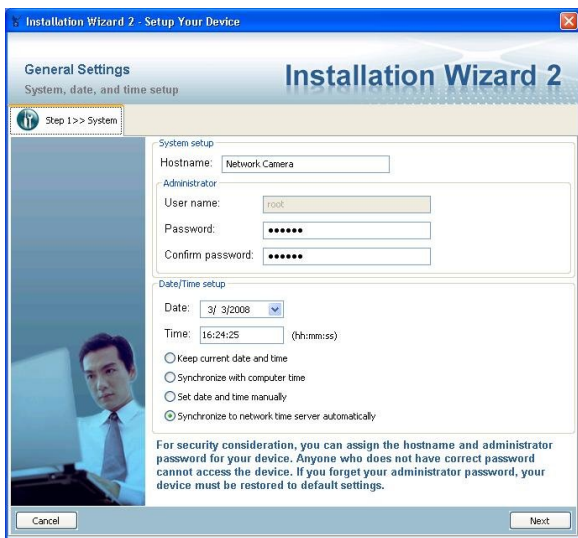 Installation Wizard 2 - Setup Your Device
General Settings
System, date, and time setup
Installation Wizard 2
Step 1>> System
System setup
Hostname: Network Camera
Administrator
User name: root
Password: ●●●●●●
Confirm password: ●●●●●●
Date/Time setup
Date: 3/ 3/2008
Time: 16:24:25 (hh:mm:ss)
Keep current date and time
Synchronize with computer time
Set date and time manually
Synchronize to network time server automatically
For security consideration, you can assign the hostname and administrator
password for your device. Anyone who does not have correct password
cannot access the device. If you forget your administrator password, your
device must be restored to default settings.
Cancel
Next